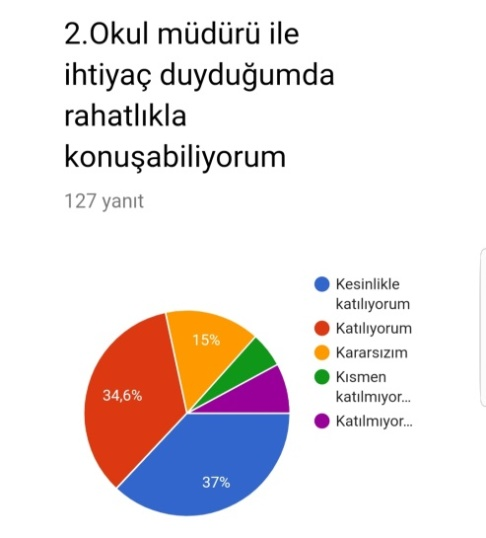 2.Okul müdürü ile
ihtiyaç duyduğumda
rahatlıkla
konuşabiliyorum
127 yanıt
Kesinlikle
katılıyorum
Katılıyorum
Kararsızım
Kısmen
katılmıyor...
Katılmıyor...
15%
34,6%
37%